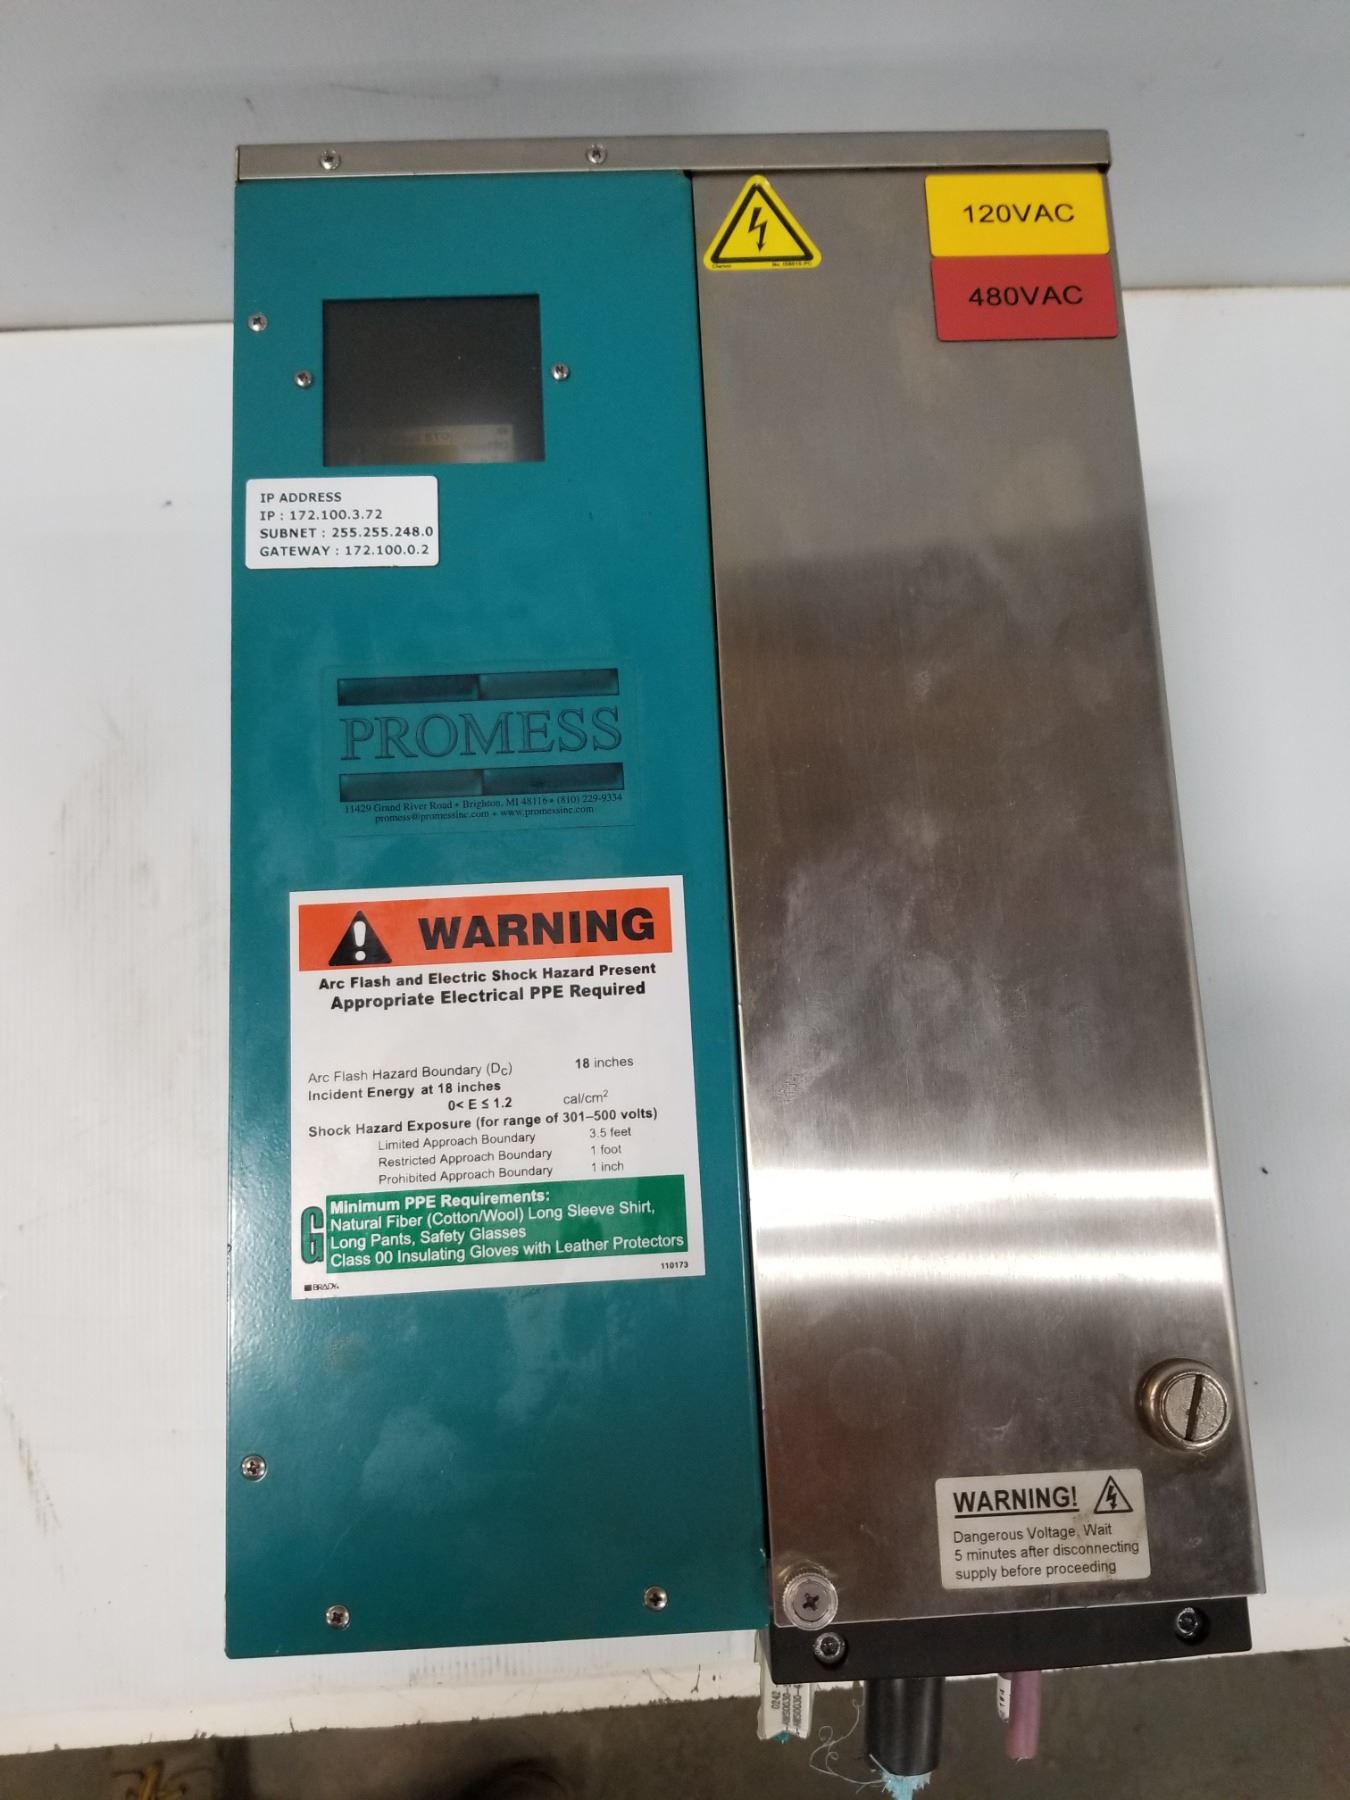 120VAC
480VAC
STO
IP ADDRESS
IP : 172.100.3.72
SUBNET : 255.255.248.0
GATEWAY : 172.100.0.2
PROMESS
11429 Grand River Road • Brighton, MI 48116 • (810) 229-9334
promess@promessinc.com • www.promessinc.com
WARNING
Arc Flash and Electric Shock Hazard Present
Appropriate Electrical PPE Required
Arc Flash Hazard Boundary (Dc) 18 inches
Incident Energy at 18 inches
0< E ≤ 1.2 cal/cm²
Shock Hazard Exposure (for range of 301–500 volts)
Limited Approach Boundary 3.5 feet
Restricted Approach Boundary 1 foot
Prohibited Approach Boundary 1 inch
G
Minimum PPE Requirements:
Natural Fiber (Cotton/Wool) Long Sleeve Shirt,
Long Pants, Safety Glasses
Class 00 Insulating Gloves with Leather Protectors
BRADY.
110173
WARNING!
Dangerous Voltage, Wait
5 minutes after disconnecting
supply before proceeding
0242